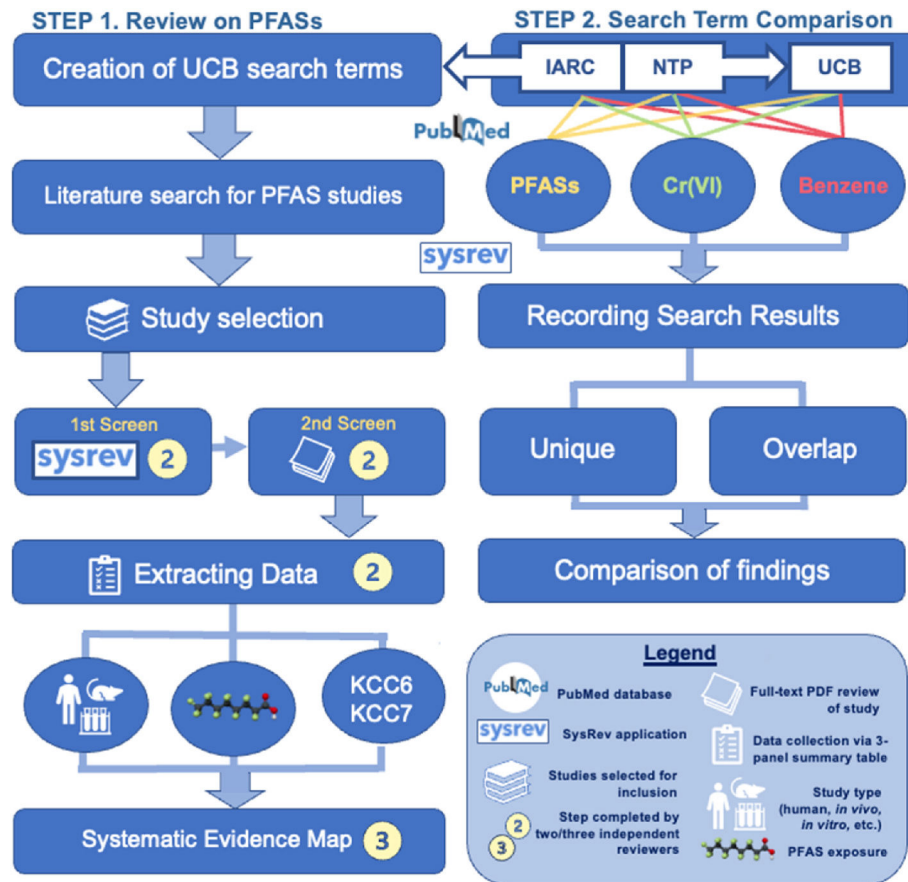 STEP 1. Review on PFASs
Creation of UCB search terms
PubMed
Literature search for PFAS studies
sysrev
Study selection
1st Screen
sysrev 2
2nd Screen
2
Extracting Data 2
KCC6
KCC7
Systematic Evidence Map 3
STEP 2. Search Term Comparison
IARC
NTP
UCB
PFASs
Cr(VI)
Benzene
Recording Search Results
Unique
Overlap
Comparison of findings
Legend
PubMed
PubMed database
sysrev
SysRev application
Studies selected for
inclusion
2
3
Step completed by
two/three independent
reviewers
Full-text PDF review
of study
Data collection via 3-
panel summary table
Study type
(human, in vivo,
in vitro, etc.)
PFAS exposure